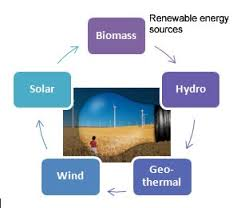 Renewable energy
sources
Biomass
Hydro
Geo-
thermal
Wind
Solar